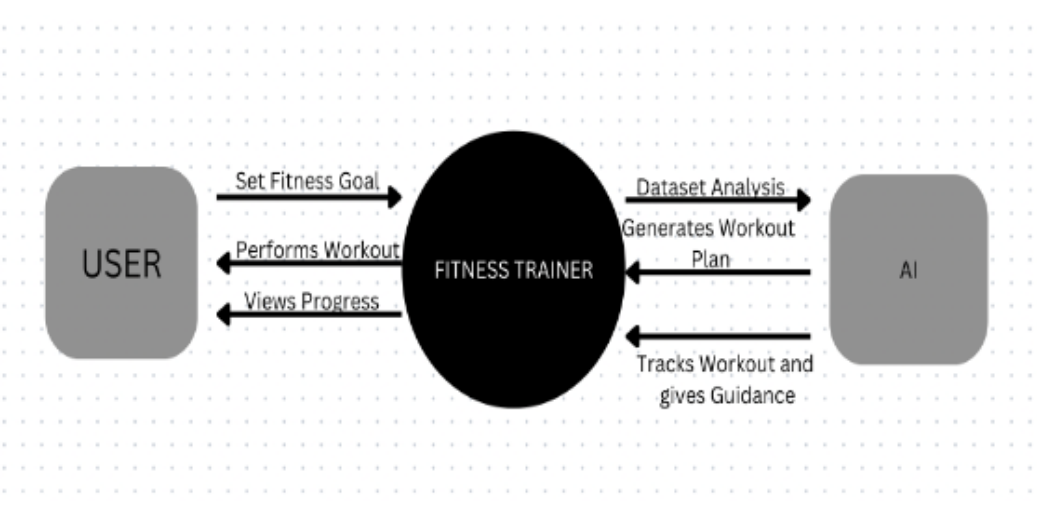 USER
Set Fitness Goal
Performs Workout
Views Progress
FITNESS TRAINER
Dataset Analysis
Generates Workout
Plan
Tracks Workout and
gives Guidance
AI